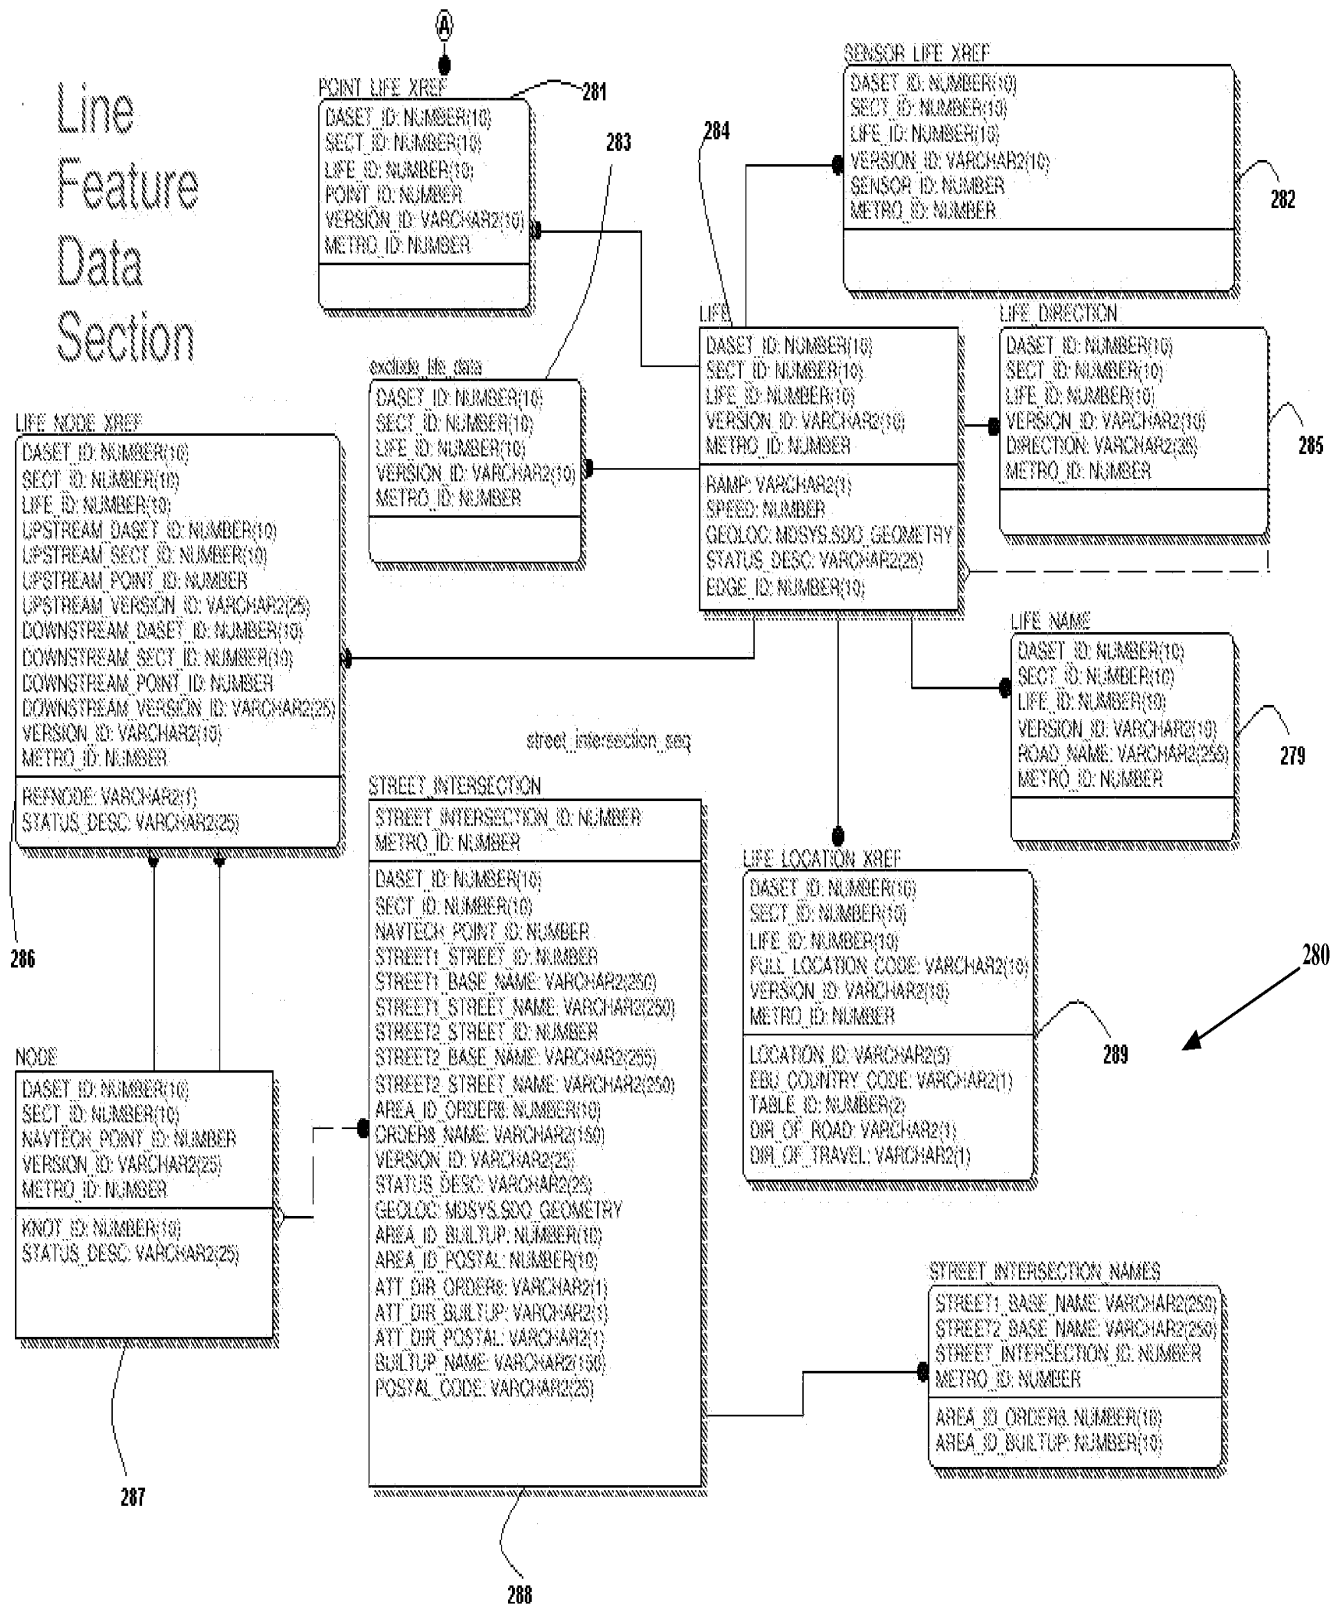 A
Line
Feature
Data
Section
POINT_LIFE_XREF
281
DASET_ID: NUMBER(10)
SECT_ID: NUMBER(10)
LIFE_ID: NUMBER(10)
POINT_ID: NUMBER
VERSION_ID: VARCHAR2(10)
METRO_ID: NUMBER
283
284
SENSOR_LIFE_XREF
DASET_ID: NUMBER(10)
SECT_ID: NUMBER(10)
LIFE_ID: NUMBER(10)
VERSION_ID: VARCHAR2(10)
SENSOR_ID: NUMBER
METRO_ID: NUMBER
282
exclude_life_data
DASET_ID: NUMBER(10)
SECT_ID: NUMBER(10)
LIFE_ID: NUMBER(10)
VERSION_ID: VARCHAR2(10)
METRO_ID: NUMBER
LIFE
DASET_ID: NUMBER(10)
SECT_ID: NUMBER(10)
LIFE_ID: NUMBER(10)
VERSION_ID: VARCHAR2(10)
METRO_ID: NUMBER
RAMP: VARCHAR2(1)
SPEED: NUMBER
GEOLOC: MDSYS.SDO_GEOMETRY
STATUS_DESC: VARCHAR2(25)
EDGE_ID: NUMBER(10)
LIFE_DIRECTION
DASET_ID: NUMBER(10)
SECT_ID: NUMBER(10)
LIFE_ID: NUMBER(10)
VERSION_ID: VARCHAR2(10)
DIRECTION: VARCHAR2(35)
METRO_ID: NUMBER
285
LIFE_NODE_XREF
DASET_ID: NUMBER(10)
SECT_ID: NUMBER(10)
LIFE_ID: NUMBER(10)
UPSTREAM_DASET_ID: NUMBER(10)
UPSTREAM_SECT_ID: NUMBER(10)
UPSTREAM_POINT_ID: NUMBER
UPSTREAM_VERSION_ID: VARCHAR2(25)
DOWNSTREAM_DASET_ID: NUMBER(10)
DOWNSTREAM_SECT_ID: NUMBER(10)
DOWNSTREAM_POINT_ID: NUMBER
DOWNSTREAM_VERSION_ID: VARCHAR2(25)
VERSION_ID: VARCHAR2(10)
METRO_ID: NUMBER
REFNODE: VARCHAR2(1)
STATUS_DESC: VARCHAR2(25)
286
LIFE_NAME
DASET_ID: NUMBER(10)
SECT_ID: NUMBER(10)
LIFE_ID: NUMBER(10)
VERSION_ID: VARCHAR2(10)
ROAD_NAME: VARCHAR2(255)
METRO_ID: NUMBER
279
street_intersection_seq
STREET_INTERSECTION
STREET_INTERSECTION_ID: NUMBER
METRO_ID: NUMBER
DASET_ID: NUMBER(10)
SECT_ID: NUMBER(10)
NAVTECH_POINT_ID: NUMBER
STREET1_STREET_ID: NUMBER
STREET1_BASE_NAME: VARCHAR2(250)
STREET1_STREET_NAME: VARCHAR2(250)
STREET2_STREET_ID: NUMBER
STREET2_BASE_NAME: VARCHAR2(255)
STREET2_STREET_NAME: VARCHAR2(250)
AREA_ID_ORDER8: NUMBER(10)
ORDER8_NAME: VARCHAR2(150)
VERSION_ID: VARCHAR2(25)
STATUS_DESC: VARCHAR2(25)
GEOLOC: MDSYS.SDO_GEOMETRY
AREA_ID_BUILTUP: NUMBER(10)
AREA_ID_POSTAL: NUMBER(10)
ATT_DIR_ORDER8: VARCHAR2(1)
ATT_DIR_BUILTUP: VARCHAR2(1)
ATT_DIR_POSTAL: VARCHAR2(1)
BUILTUP_NAME: VARCHAR2(150)
POSTAL_CODE: VARCHAR2(25)
288
LIFE_LOCATION_XREF
DASET_ID: NUMBER(10)
SECT_ID: NUMBER(10)
LIFE_ID: NUMBER(10)
FULL_LOCATION_CODE: VARCHAR2(10)
VERSION_ID: VARCHAR2(10)
METRO_ID: NUMBER
LOCATION_ID: VARCHAR2(5)
EBU_COUNTRY_CODE: VARCHAR2(1)
TABLE_ID: NUMBER(2)
DIR_OF_ROAD: VARCHAR2(1)
DIR_OF_TRAVEL: VARCHAR2(1)
289
280
NODE
DASET_ID: NUMBER(10)
SECT_ID: NUMBER(10)
NAVTECH_POINT_ID: NUMBER
VERSION_ID: VARCHAR2(25)
METRO_ID: NUMBER
KNOT_ID: NUMBER(10)
STATUS_DESC: VARCHAR2(25)
287
STREET_INTERSECTION_NAMES
STREET1_BASE_NAME: VARCHAR2(250)
STREET2_BASE_NAME: VARCHAR2(250)
STREET_INTERSECTION_ID: NUMBER
METRO_ID: NUMBER
AREA_ID_ORDER8: NUMBER(10)
AREA_ID_BUILTUP: NUMBER(10)